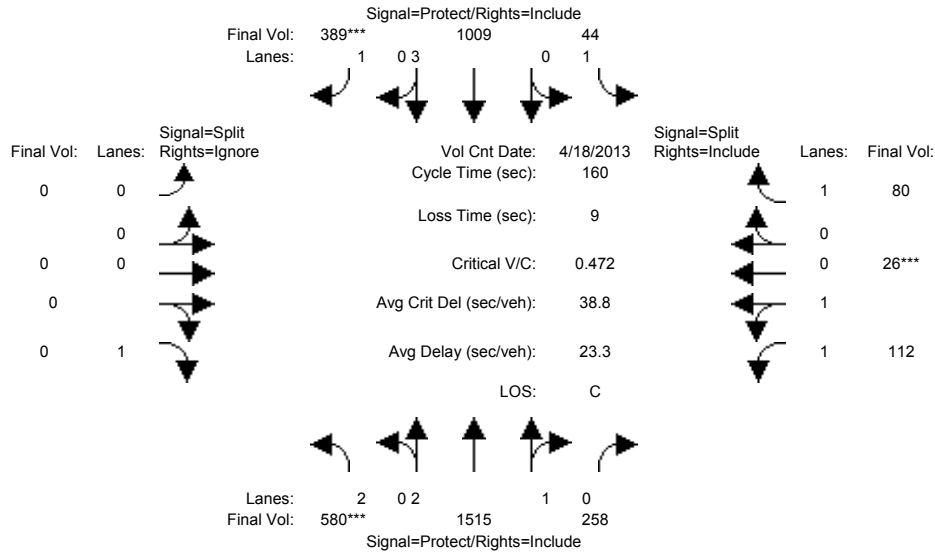 Signal=Protect/Rights=Include
Final Vol: 389*** 1009 44
Lanes: 1 0 3 0 1
Signal=Split Signal=Split
Final Vol: Lanes: Rights=Ignore Vol Cnt Date: 4/18/2013 Rights=Include Lanes: Final Vol:
Cycle Time (sec): 160
0 0 1 80
Loss Time (sec): 9
0 0
0 0 Critical V/C: 0.472 0 26***
0 Avg Crit Del (sec/veh): 38.8 1
0 1 Avg Delay (sec/veh): 23.3 1 112
LOS: C
Lanes: 2 0 2 1 0
Final Vol: 580*** 1515 258
Signal=Protect/Rights=Include